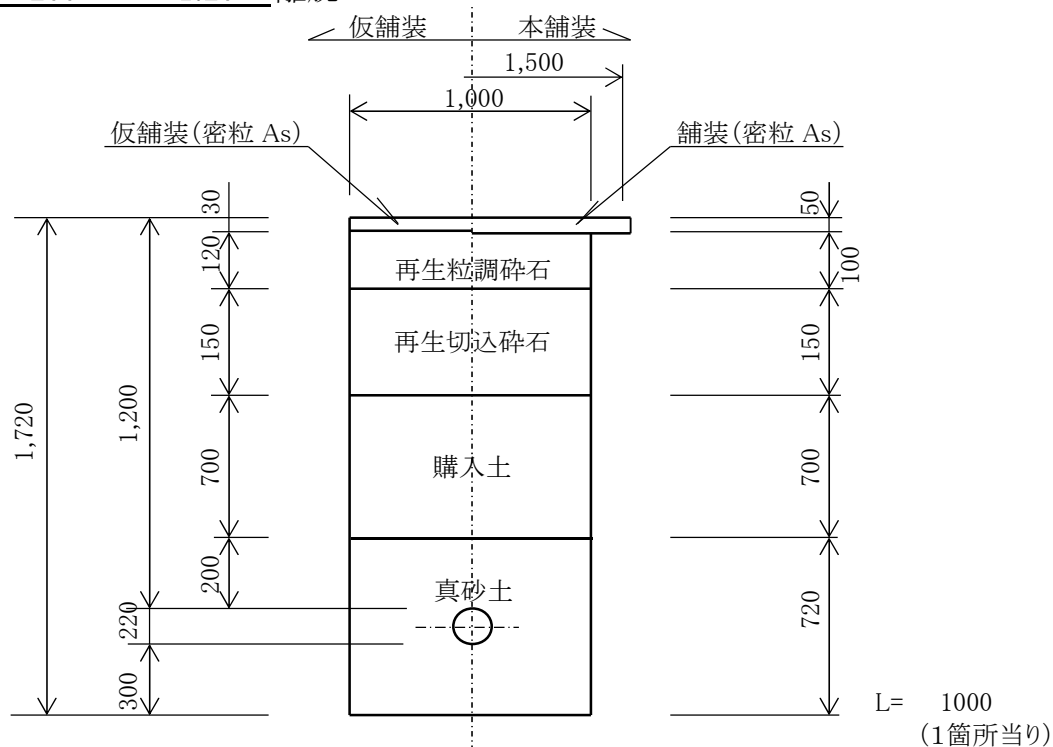 仮舗装 本舗装
1,500
1,000
仮舗装(密粒 As) 舗装(密粒 As)
30 50
120 再生粒調砕石 100
150 再生切込砕石 150
1,720 1,200 700 購入土 700
200 真砂土 720
220
300
L= 1000
(1箇所当り)